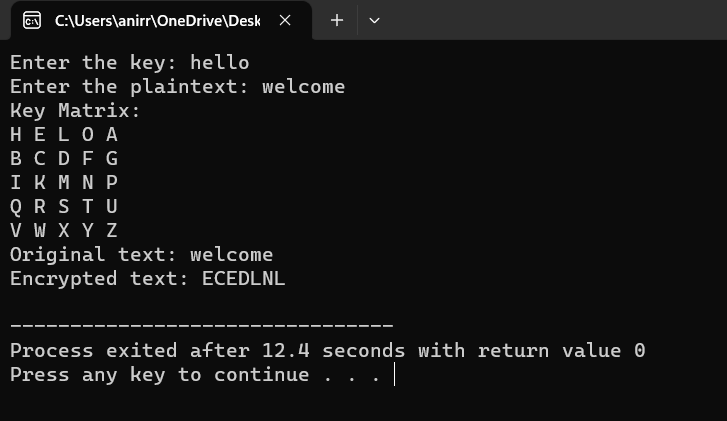 C:\Users\anirr\OneDrive\Desk
Enter the key: hello
Enter the plaintext: welcome
Key Matrix:
H E L O A
B C D F G
I K M N P
Q R S T U
V W X Y Z
Original text: welcome
Encrypted text: ECEDLNL
--------------------------------
Process exited after 12.4 seconds with return value 0
Press any key to continue . . .